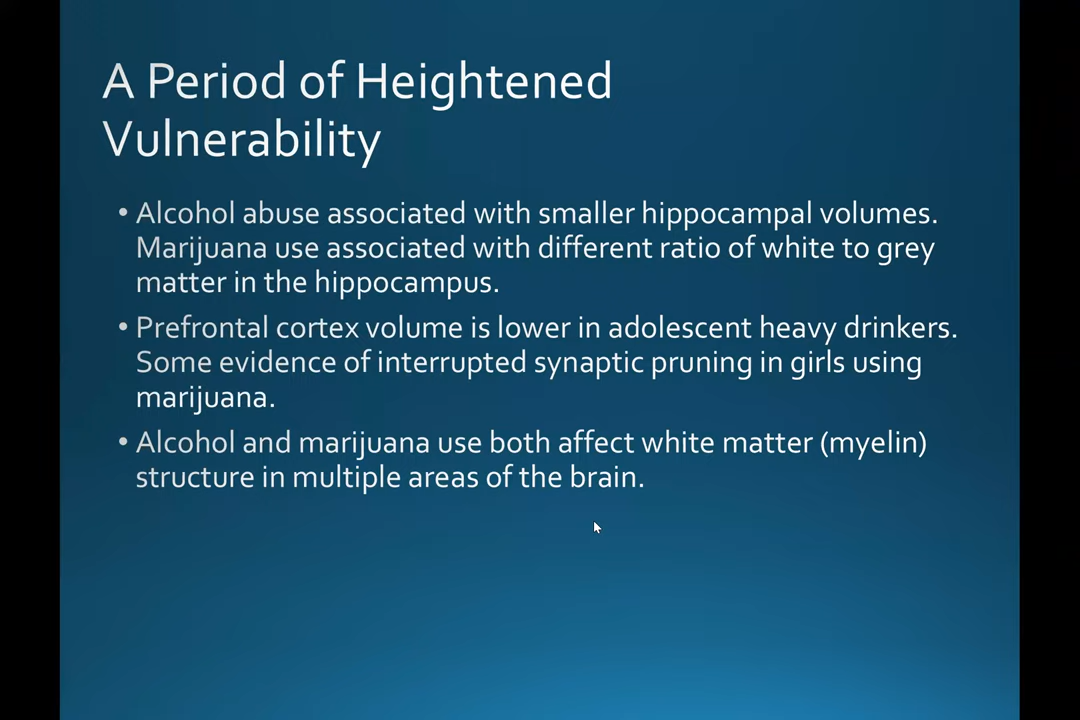 A Period of Heightened
Vulnerability
• Alcohol abuse associated with smaller hippocampal volumes.
Marijuana use associated with different ratio of white to grey
matter in the hippocampus.
• Prefrontal cortex volume is lower in adolescent heavy drinkers.
Some evidence of interrupted synaptic pruning in girls using
marijuana.
• Alcohol and marijuana use both affect white matter (myelin)
structure in multiple areas of the brain.